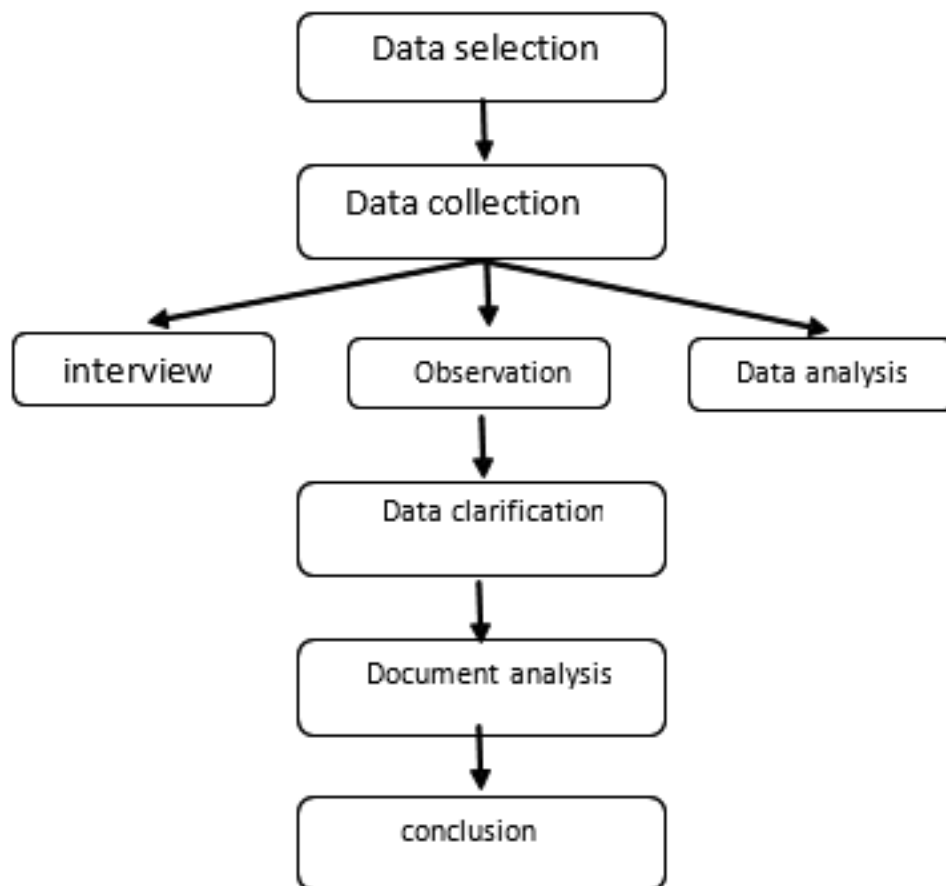 Data selection
Data collection
interview
Observation
Data analysis
Data clarification
Document analysis
conclusion